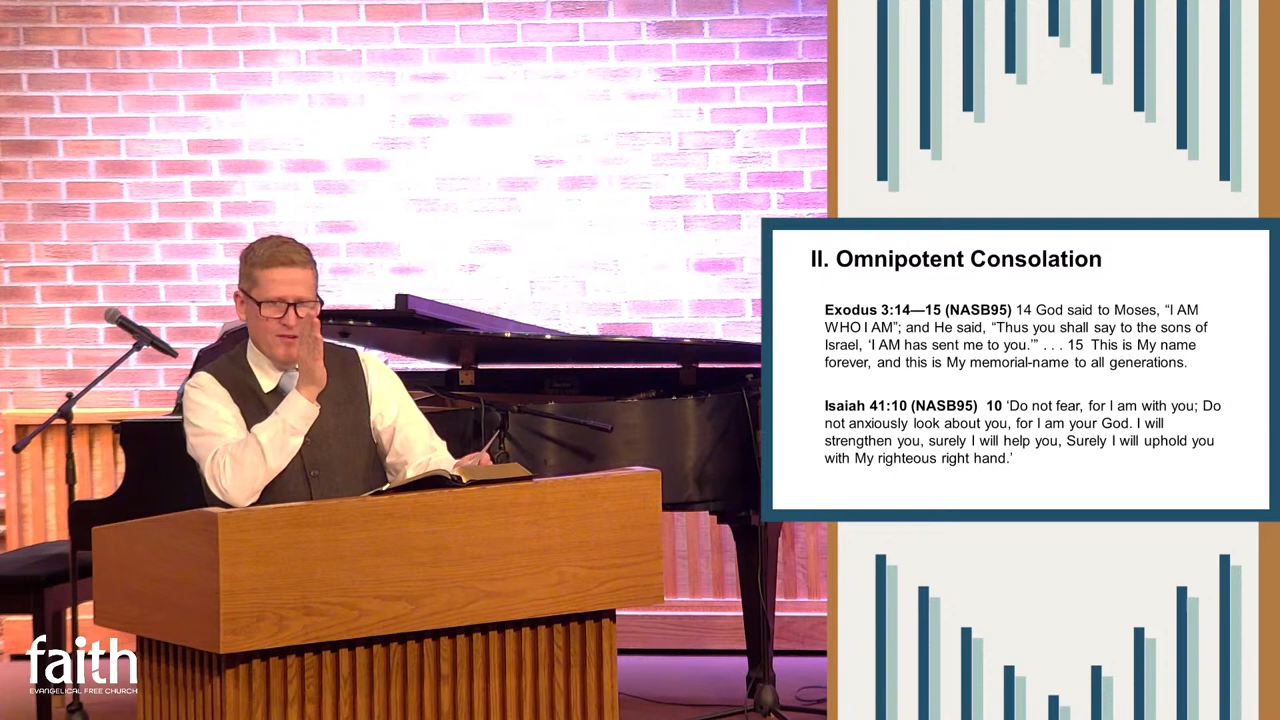 II. Omnipotent Consolation
Exodus 3:14—15 (NASB95) 14 God said to Moses, “I AM
WHO I AM”; and He said, “Thus you shall say to the sons of
Israel, ‘I AM has sent me to you.’” . . . 15 This is My name
forever, and this is My memorial-name to all generations.
Isaiah 41:10 (NASB95) 10 ‘Do not fear, for I am with you; Do
not anxiously look about you, for I am your God. I will
strengthen you, surely I will help you, Surely I will uphold you
with My righteous right hand.’
faith
EVANGELICAL FREE CHURCH